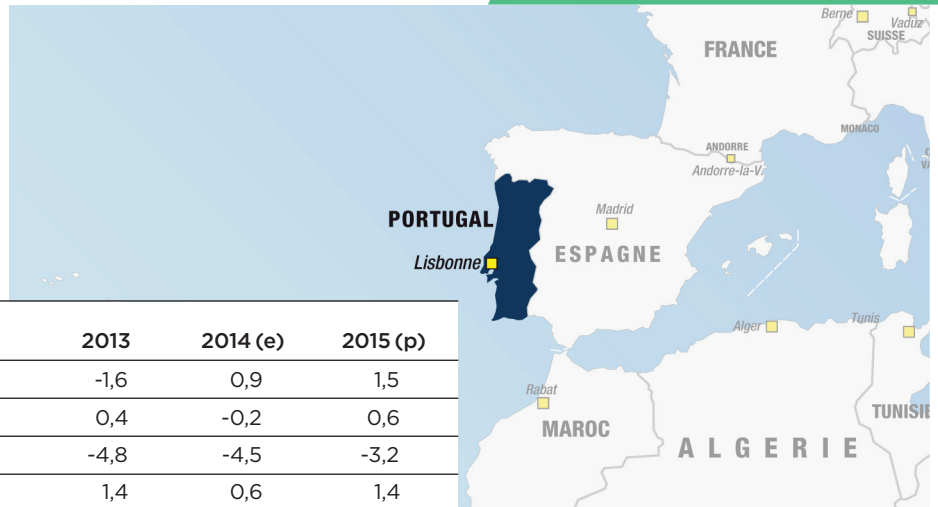 Berne
Vaduz
SUISSE
FRANCE
MONACO
ANDORRE
Andorre-la-V.
PORTUGAL
Madrid
Lisbonne
ESPAGNE
2013 2014 (e) 2015 (p)
-1,6 0,9 1,5
0,4 -0,2 0,6
-4,8 -4,5 -3,2
1,4 0,6 1,4
Alger
Tunis
Rabat
MAROC
ALGERIE
TUNISIE